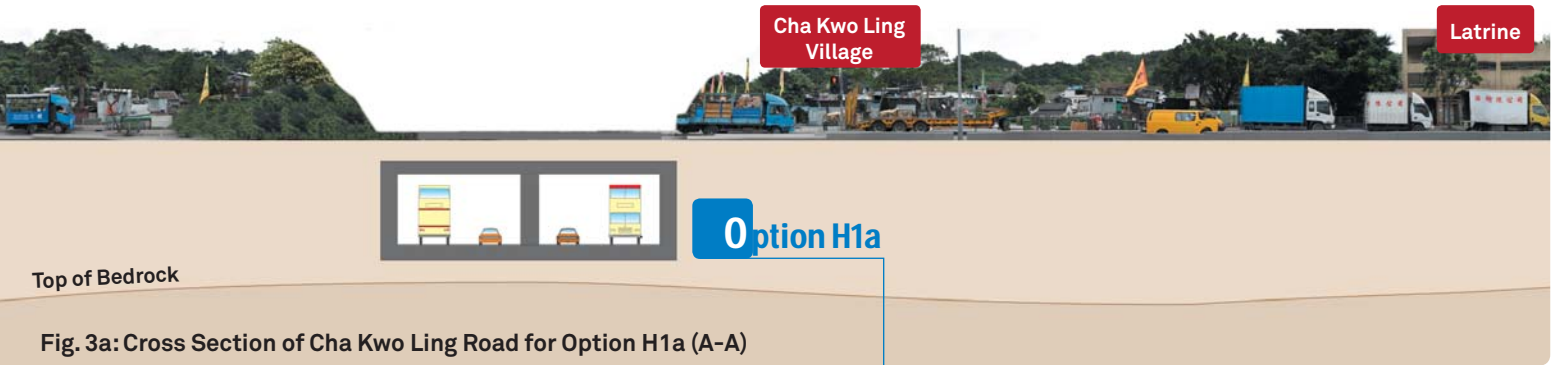 Cha Kwo Ling
Village
Latrine
Option H1a
Top of Bedrock
Fig. 3a: Cross Section of Cha Kwo Ling Road for Option H1a (A-A)